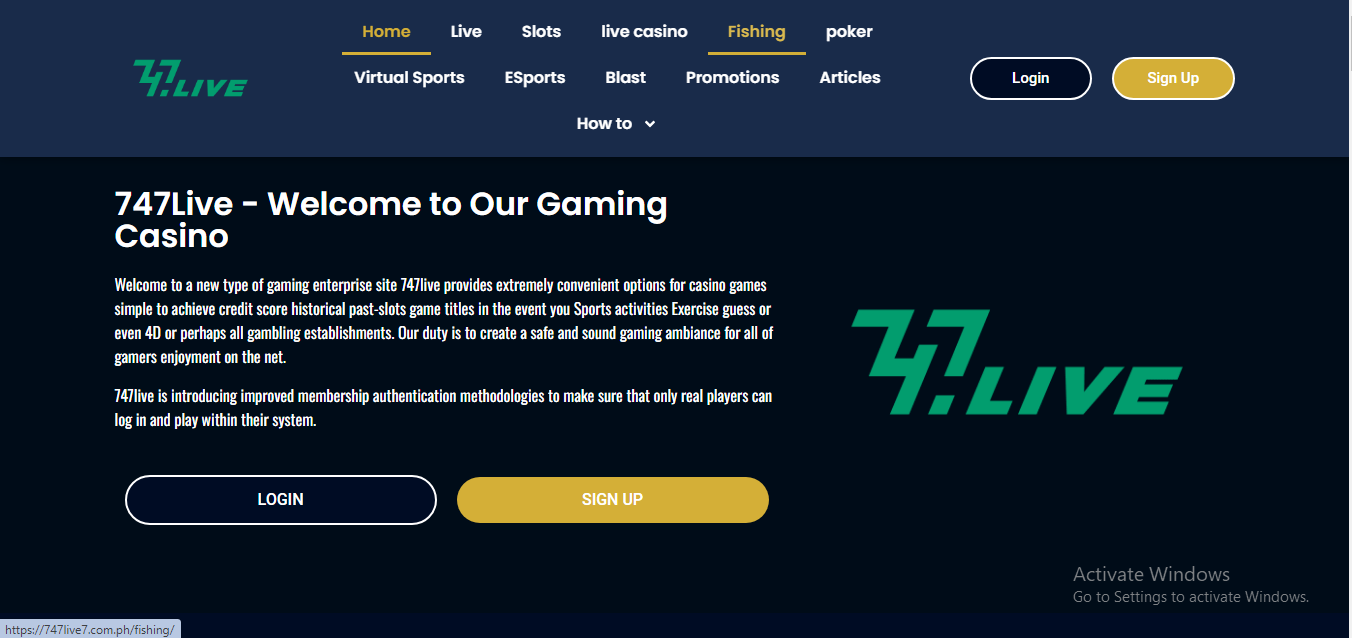 Home Live Slots live casino Fishing poker
747LIVE Virtual Sports ESports Blast Promotions Articles Login Sign Up
How to
747Live - Welcome to Our Gaming
Casino
Welcome to a new type of gaming enterprise site 747live provides extremely convenient options for casino games
simple to achieve credit score historical past-slots game titles in the event you Sports activities Exercise guess or
even 4D or perhaps all gambling establishments. Our duty is to create a safe and sound gaming ambiance for all of
gamers enjoyment on the net.
747live is introducing improved membership authentication methodologies to make sure that only real players can
log in and play within their system.
747LIVE
LOGIN SIGN UP
Activate Windows
Go to Settings to activate Windows.
https://747live7.com.ph/fishing/